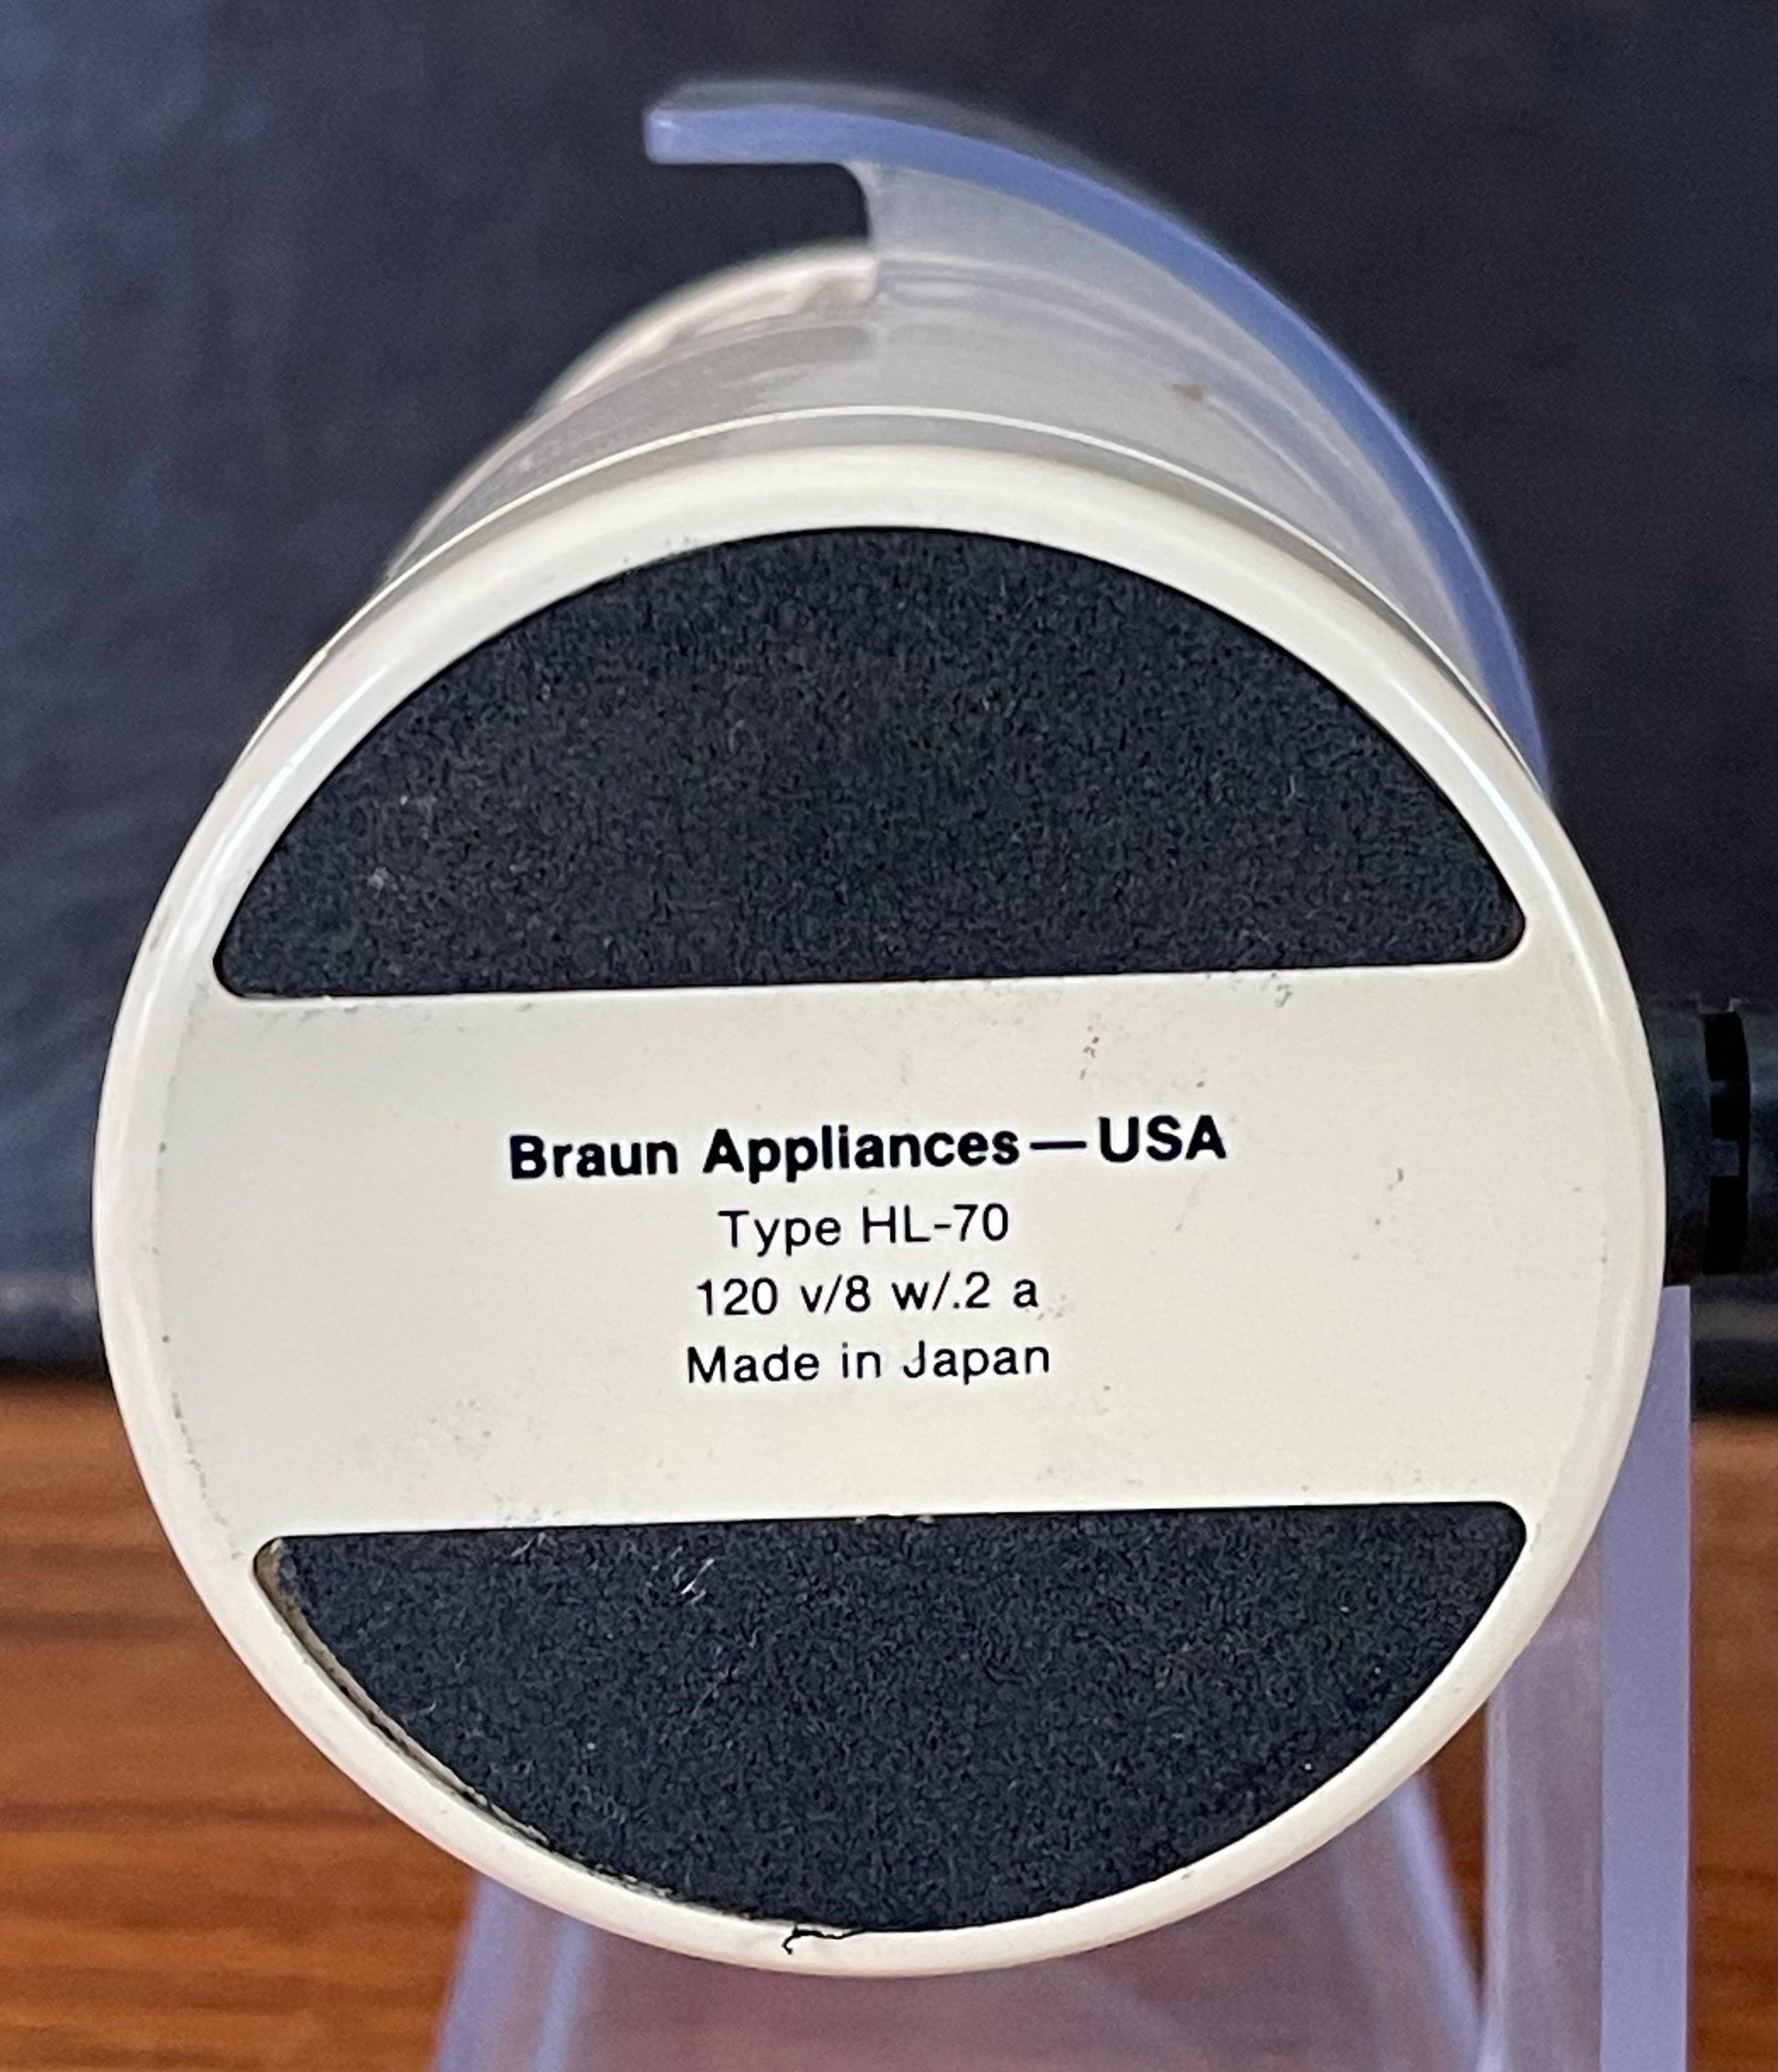 Braun Appliances—USA
Type HL-70
120 v/8 w/.2 a
Made in Japan